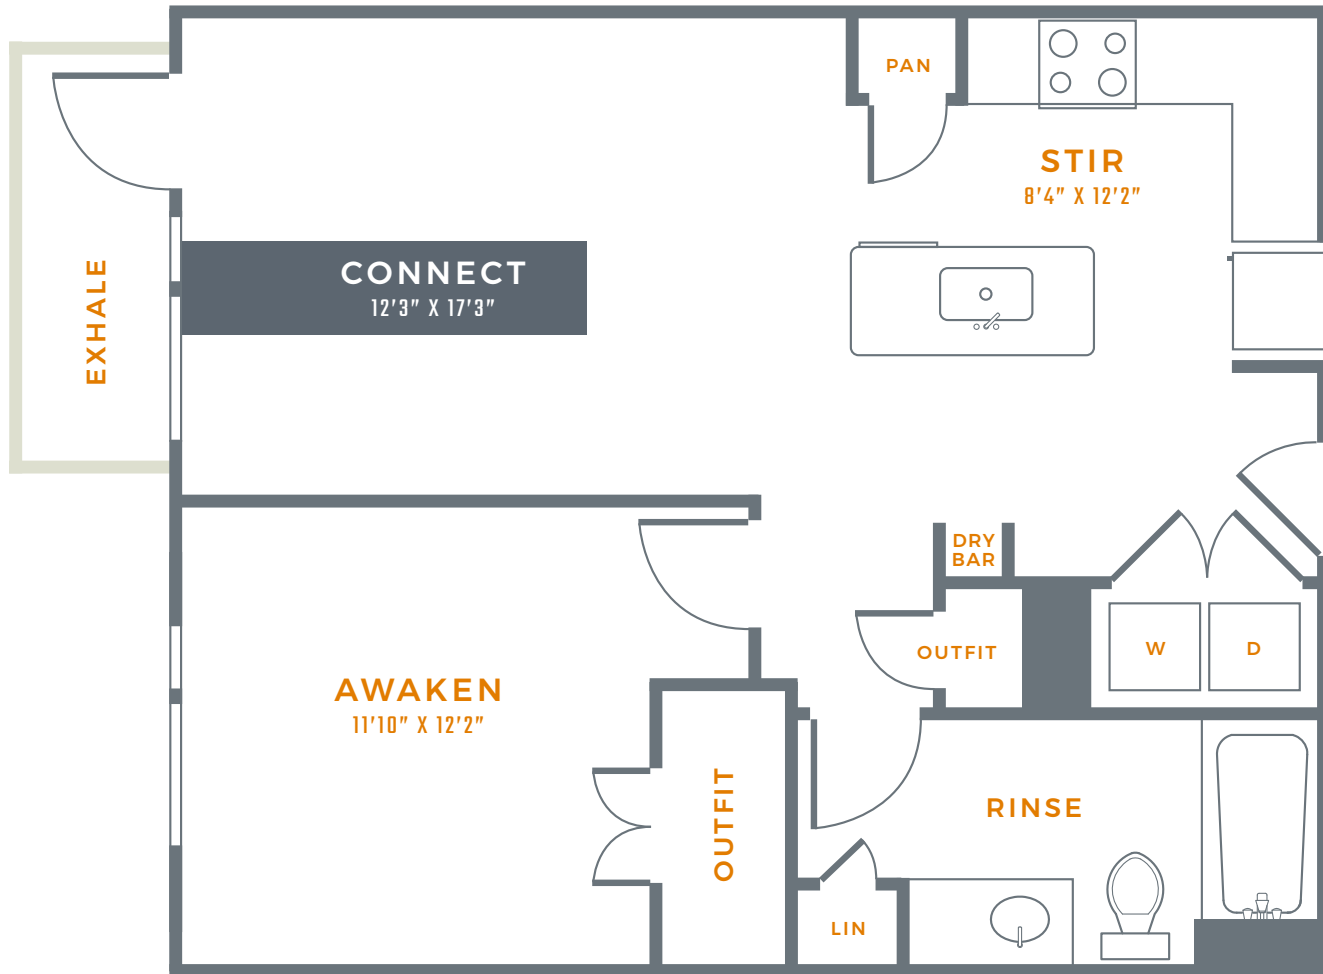 PAN
STIR
8'4" X 12'2"
EXHALE
CONNECT
12'3" X 17'3"
DRY
BAR
OUTFIT
W
D
AWAKEN
11'10" X 12'2"
OUTFIT
RINSE
LIN